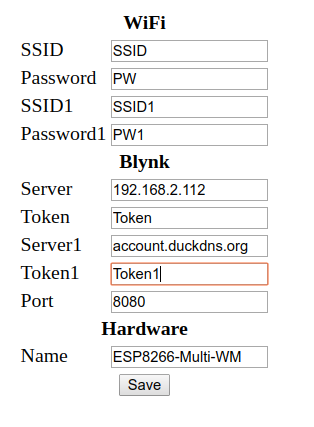 WiFi
SSID SSID
Password PW
SSID1 SSID1
Password1 PW1
Blynk
Server 192.168.2.112
Token Token
Server1 account.duckdns.org
Token1 Token1
Port 8080
Hardware
Name ESP8266-Multi-WM
Save